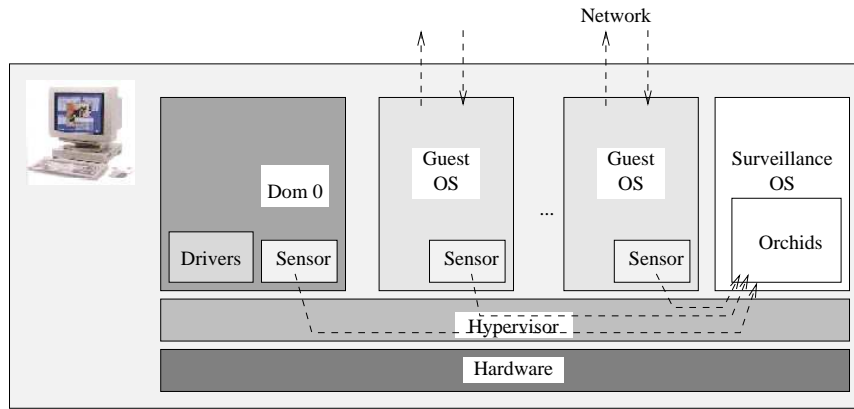 Network
Dom 0
Drivers
Sensor
Guest
OS
Sensor
...
Guest
OS
Sensor
Surveillance
OS
Orchids
Hypervisor
Hardware